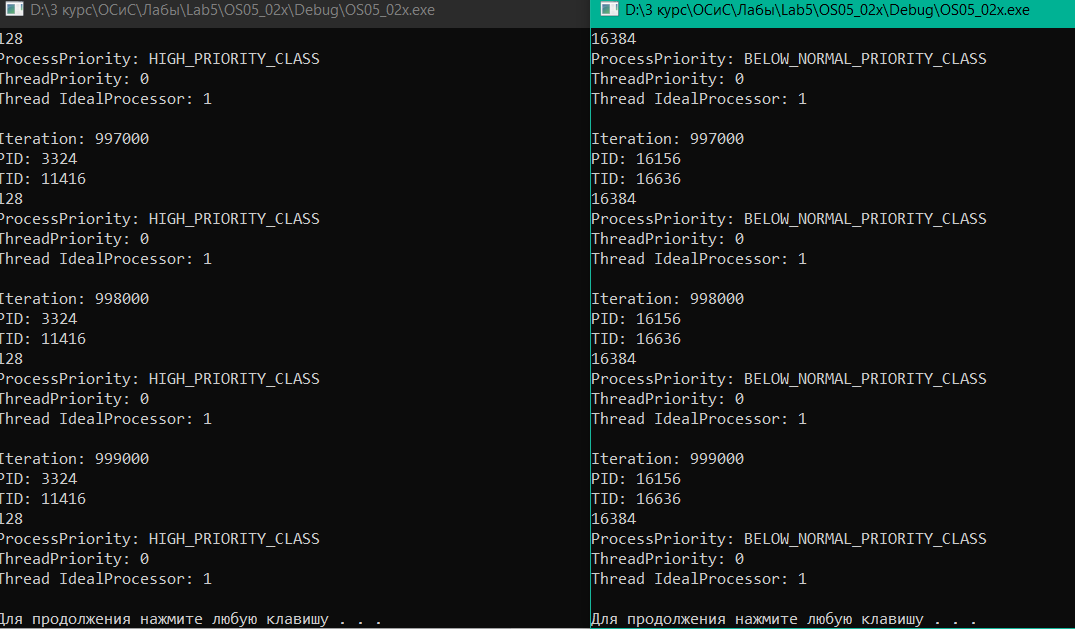 D:\3 курс\ОСиС\Лабы\Lab5\OS05_02x\Debug\OS05_02x.exe
128
ProcessPriority: HIGH_PRIORITY_CLASS
ThreadPriority: 0
Thread IdealProcessor: 1
Iteration: 997000
PID: 3324
TID: 11416
128
ProcessPriority: HIGH_PRIORITY_CLASS
ThreadPriority: 0
Thread IdealProcessor: 1
Iteration: 998000
PID: 3324
TID: 11416
128
ProcessPriority: HIGH_PRIORITY_CLASS
ThreadPriority: 0
Thread IdealProcessor: 1
Iteration: 999000
PID: 3324
TID: 11416
128
ProcessPriority: HIGH_PRIORITY_CLASS
ThreadPriority: 0
Thread IdealProcessor: 1
Для продолжения нажмите любую клавишу . . .
D:\3 курс\ОСиС\Лабы\Lab5\OS05_02x\Debug\OS05_02x.exe
16384
ProcessPriority: BELOW_NORMAL_PRIORITY_CLASS
ThreadPriority: 0
Thread IdealProcessor: 1
Iteration: 997000
PID: 16156
TID: 16636
16384
ProcessPriority: BELOW_NORMAL_PRIORITY_CLASS
ThreadPriority: 0
Thread IdealProcessor: 1
Iteration: 998000
PID: 16156
TID: 16636
16384
ProcessPriority: BELOW_NORMAL_PRIORITY_CLASS
ThreadPriority: 0
Thread IdealProcessor: 1
Iteration: 999000
PID: 16156
TID: 16636
16384
ProcessPriority: BELOW_NORMAL_PRIORITY_CLASS
ThreadPriority: 0
Thread IdealProcessor: 1
Для продолжения нажмите любую клавишу . . .